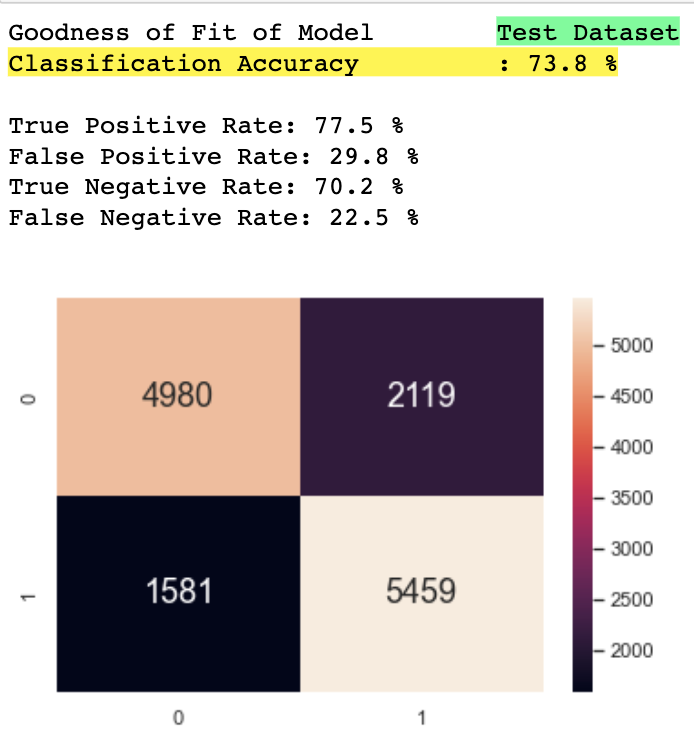 Goodness of Fit of Model Test Dataset
Classification Accuracy : 73.8 %
True Positive Rate: 77.5 %
False Positive Rate: 29.8 %
True Negative Rate: 70.2 %
False Negative Rate: 22.5 %
0 4980 2119
1 1581 5459
0 1
5000
4500
4000
3500
3000
2500
2000